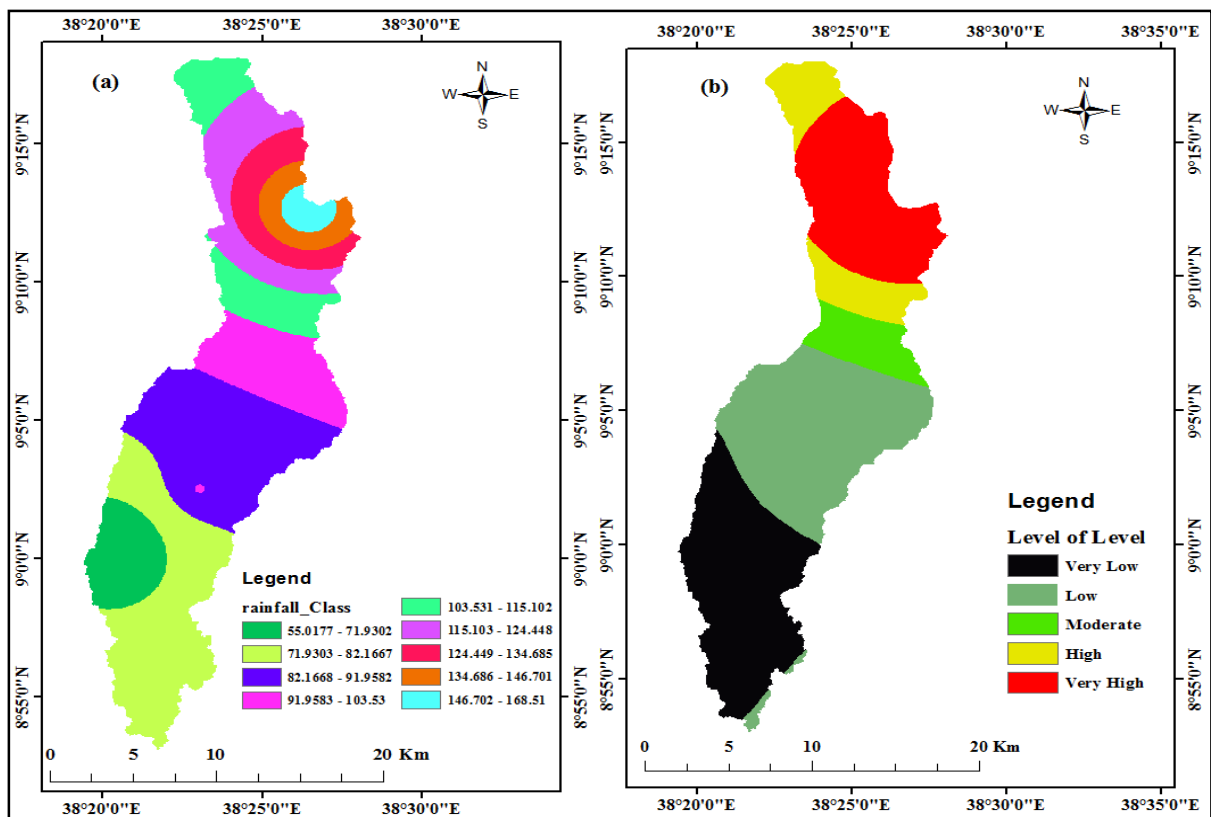 38°20'0"E 38°25'0"E 38°30'0"E
(a)
N
W E
S
9°15'0"N
9°10'0"N
9°5'0"N
9°0'0"N
8°55'0"N
Legend
rainfall_Class
55.0177 - 71.9302
71.9303 - 82.1667
82.1668 - 91.9582
91.9583 - 103.53
103.531 - 115.102
115.103 - 124.448
124.449 - 134.685
134.686 - 146.701
146.702 - 168.51
0 5 10 20 Km
38°20'0"E 38°25'0"E 38°30'0"E
38°20'0"E 38°25'0"E 38°30'0"E 38°35'0"E
(b)
N
W E
S
9°15'0"N
9°10'0"N
9°5'0"N
9°0'0"N
8°55'0"N
Legend
Level of Level
Very Low
Low
Moderate
High
Very High
0 5 10 20 Km
38°20'0"E 38°25'0"E 38°30'0"E 38°35'0"E